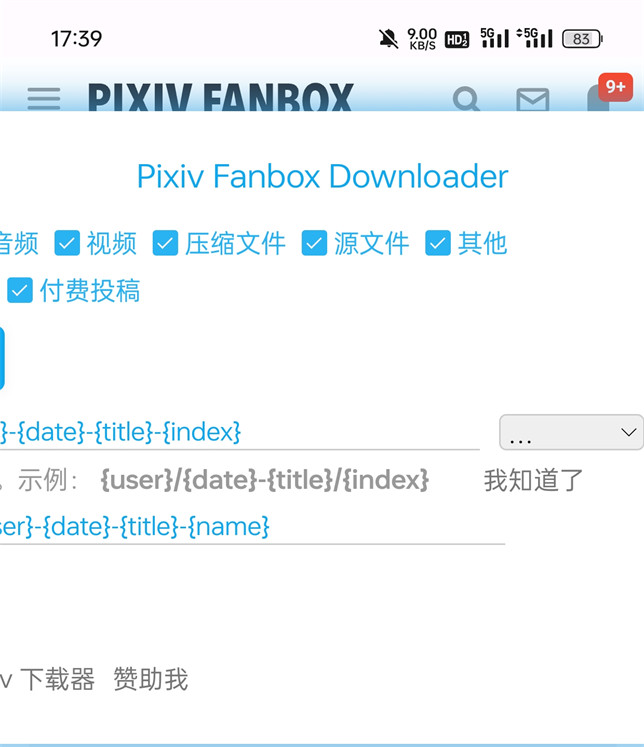 17:39 9.00 KB/S HD 1 2 5G 5G 83
PIXIV FANBOX 9+
Pixiv Fanbox Downloader
音频 视频 压缩文件 源文件 其他
付费投稿
}-{date}-{title}-{index} ...
。示例： {user}/{date}-{title}/{index} 我知道了
ser}-{date}-{title}-{name}
v 下载器 赞助我